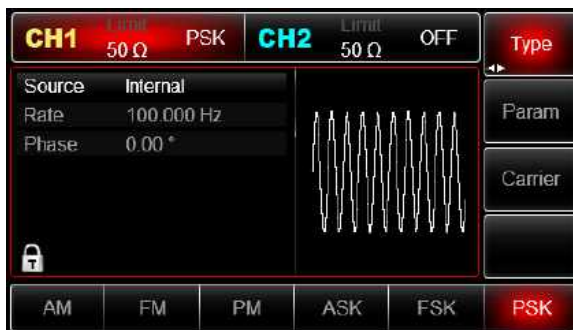 CH1 Limit 50 Ω PSK CH2 Limit 50 Ω OFF Type
Source Internal
Rate 100.000 Hz
Phase 0.00 °
Param
Carrier
T
AM FM PM ASK FSK PSK